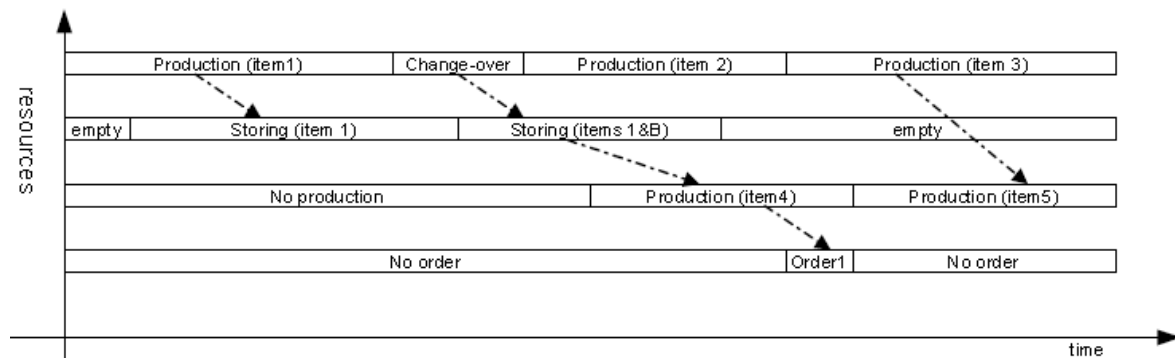 Production (item1) Change-over Production (item 2) Production (item 3)
resources
empty Storing (item 1) Storing (items 1&B) empty
No production Production (item4) Production (item5)
No order Order1 No order
time